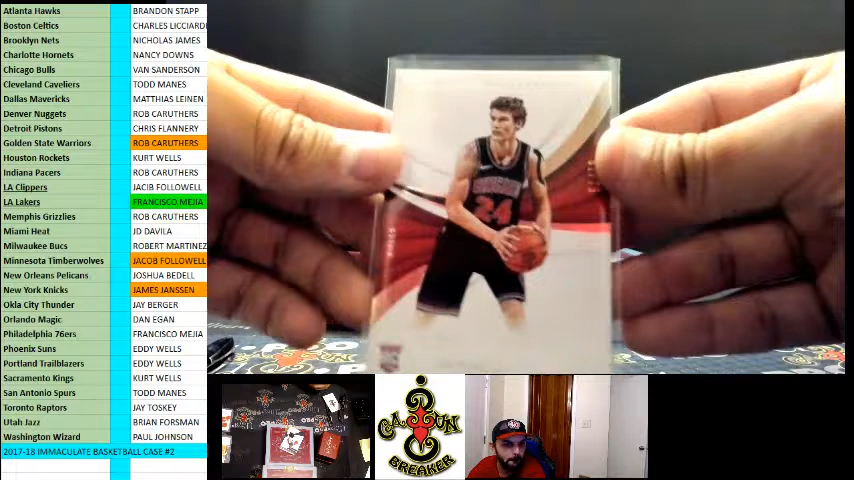 Atlanta Hawks BRANDON STAPP
Boston Celtics CHARLES LICCIARDI
Brooklyn Nets NICHOLAS JAMES
Charlotte Hornets NANCY DOWNS
Chicago Bulls VAN SANDERSON
Cleveland Cavaliers TODD MANES
Dallas Mavericks MATTHIAS LEINEN
Denver Nuggets ROB CARUTHERS
Detroit Pistons CHRIS FLANNERY
Golden State Warriors ROB CARUTHERS
Houston Rockets KURT WELLS
Indiana Pacers ROB CARUTHERS
LA Clippers JACIB FOLLOWELL
LA Lakers FRANCISCO MEJIA
Memphis Grizzlies ROB CARUTHERS
Miami Heat JD DAVILA
Milwaukee Bucs ROBERT MARTINEZ
Minnesota Timberwolves JACOB FOLLOWELL
New Orleans Pelicans JOSHUA BEDELL
New York Knicks JAMES JANSSEN
Okla City Thunder JAY BERGER
Orlando Magic DAN EGAN
Philadelphia 76ers FRANCISCO MEJIA
Phoenix Suns EDDY WELLS
Portland Trailblazers EDDY WELLS
Sacramento Kings KURT WELLS
San Antonio Spurs TODD MANES
Toronto Raptors JAY TOSKEY
Utah Jazz BRIAN FORSMAN
Washington Wizard PAUL JOHNSON
2017-18 IMMACULATE BASKETBALL CASE #2
24
BULLS
CAJUN
BREAKER